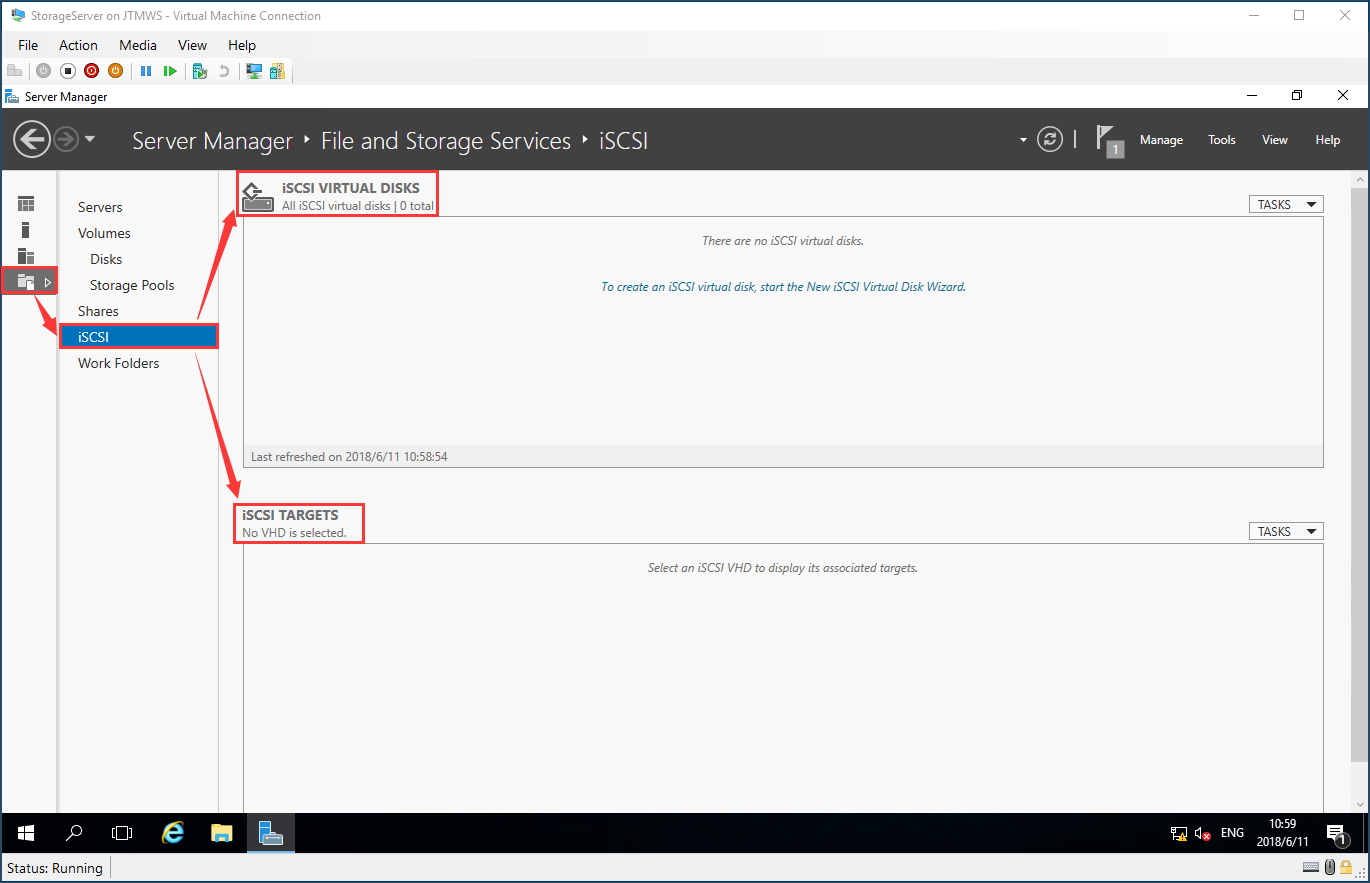 StorageServer on JTMWS - Virtual Machine Connection
File Action Media View Help
Server Manager
Server Manager ‣ File and Storage Services ‣ iSCSI
1
Manage Tools View Help
Servers
Volumes
Disks
Storage Pools
Shares
iSCSI
Work Folders
iSCSI VIRTUAL DISKS
All iSCSI virtual disks | 0 total
TASKS
There are no iSCSI virtual disks.
To create an iSCSI virtual disk, start the New iSCSI Virtual Disk Wizard.
Last refreshed on 2018/6/11 10:58:54
iSCSI TARGETS
No VHD is selected.
TASKS
Select an iSCSI VHD to display its associated targets.
ENG
10:59
2018/6/11
1
Status: Running